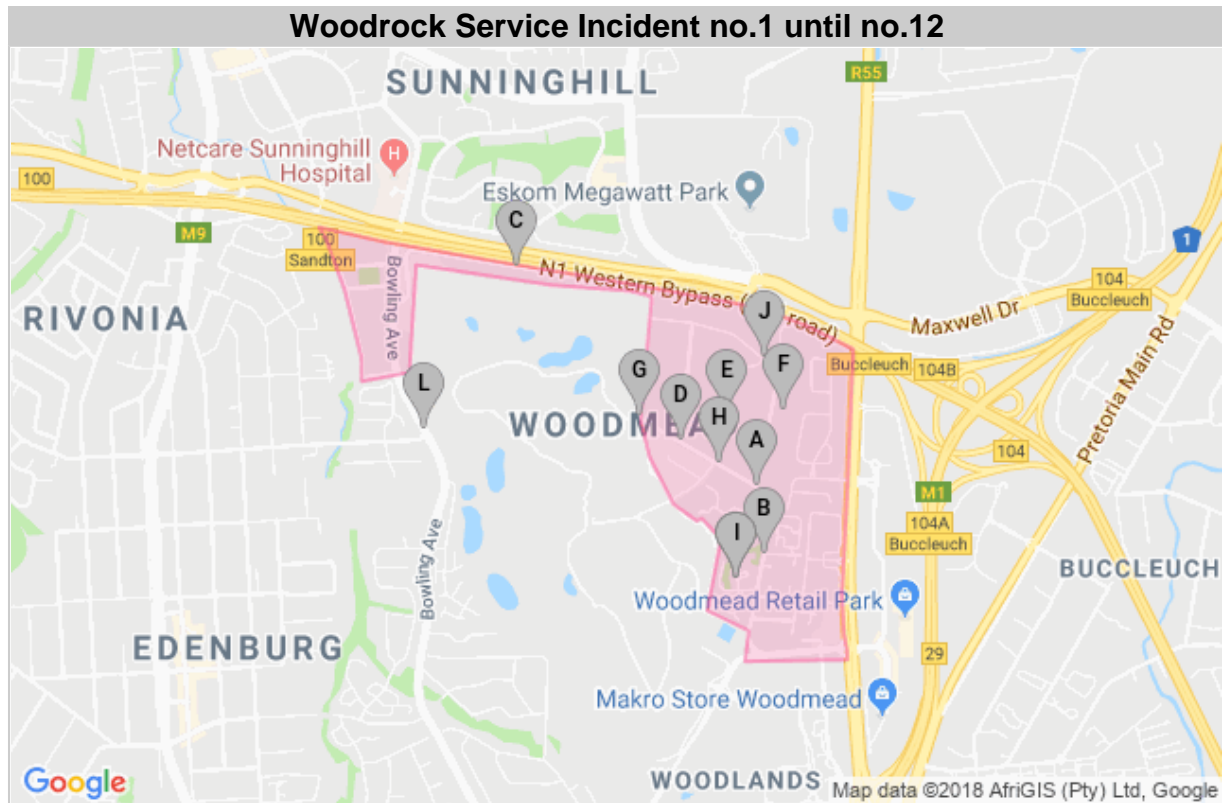 Woodrock Service Incident no.1 until no.12
SUNNINGHILL
R55
Netcare Sunninghill
Hospital
H
100
Eskom Megawatt Park
C
M9
100
Sandton
1
N1 Western Bypass (
road)
104
Buccleuch
Bowling Ave
J
Maxwell Dr
RIVONIA
Pretoria Main Rd
G
E
F
Buccleuch
104B
L
D
WOODMEA
H
A
104
M1
B
104A
Buccleuch
I
Bowling Ave
BUCCLEUCH
Woodmead Retail Park
EDENBURG
29
Makro Store Woodmead
WOODLANDS
Google
Map data ©2018 AfriGIS (Pty) Ltd, Google